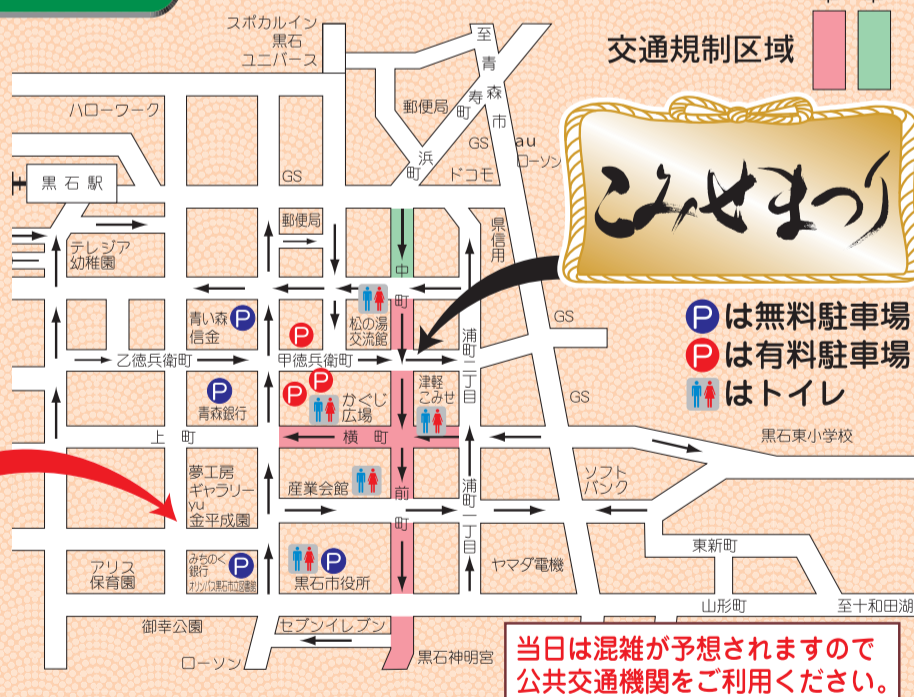 スポカルイン
黒石
ユニバース
至青森市
交通規制区域
ハローワーク
郵便局
寿町
GS
au
ローソン
浜町
ドコモ
黒石駅
GS
こみせまつり
郵便局
県信用
テレジア
幼稚園
中町
青い森
信金
P
P
松の湯
交流館
GS
Pは無料駐車場
Pは有料駐車場
はトイレ
乙徳兵衛町
甲徳兵衛町
浦町二丁目
P
青森銀行
P
P
かぐじ
広場
津軽
こみせ
GS
上町
横町
黒石東小学校
夢工房
ギャラリー
yu
金平成園
産業会館
前町
浦町一丁目
ソフト
バンク
アリス
保育園
みちのく
銀行
オリンパス黒石市立図書館
P
P
黒石市役所
ヤマダ電機
東新町
山形町
至十和田湖
御幸公園
セブンイレブン
ローソン
黒石神明宮
当日は混雑が予想されますので
公共交通機関をご利用ください。